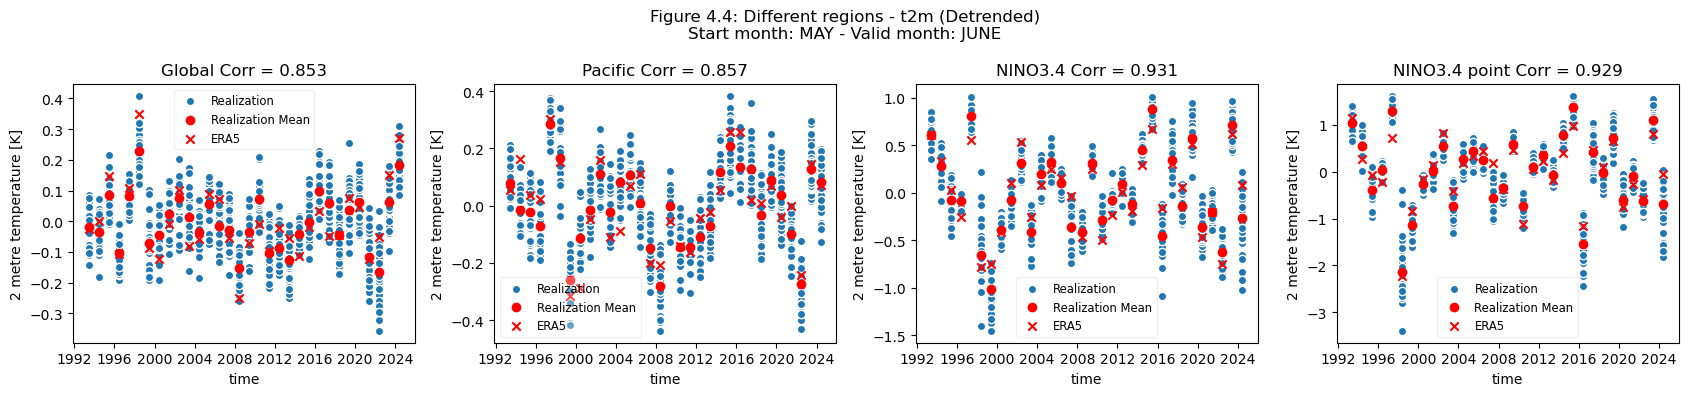 Figure 4.4: Different regions - t2m (Detrended)
Start month: MAY - Valid month: JUNE
Global Corr = 0.853
2 metre temperature [K]
0.4
0.3
0.2
0.1
0.0
−0.1
−0.2
−0.3
Realization
Realization Mean
ERA5
1992 1996 2000 2004 2008 2012 2016 2020 2024
time
Pacific Corr = 0.857
2 metre temperature [K]
0.4
0.2
0.0
−0.2
−0.4
Realization
Realization Mean
ERA5
1992 1996 2000 2004 2008 2012 2016 2020 2024
time
NINO3.4 Corr = 0.931
2 metre temperature [K]
1.0
0.5
0.0
−0.5
−1.0
−1.5
Realization
Realization Mean
ERA5
1992 1996 2000 2004 2008 2012 2016 2020 2024
time
NINO3.4 point Corr = 0.929
2 metre temperature [K]
1
0
−1
−2
−3
Realization
Realization Mean
ERA5
1992 1996 2000 2004 2008 2012 2016 2020 2024
time